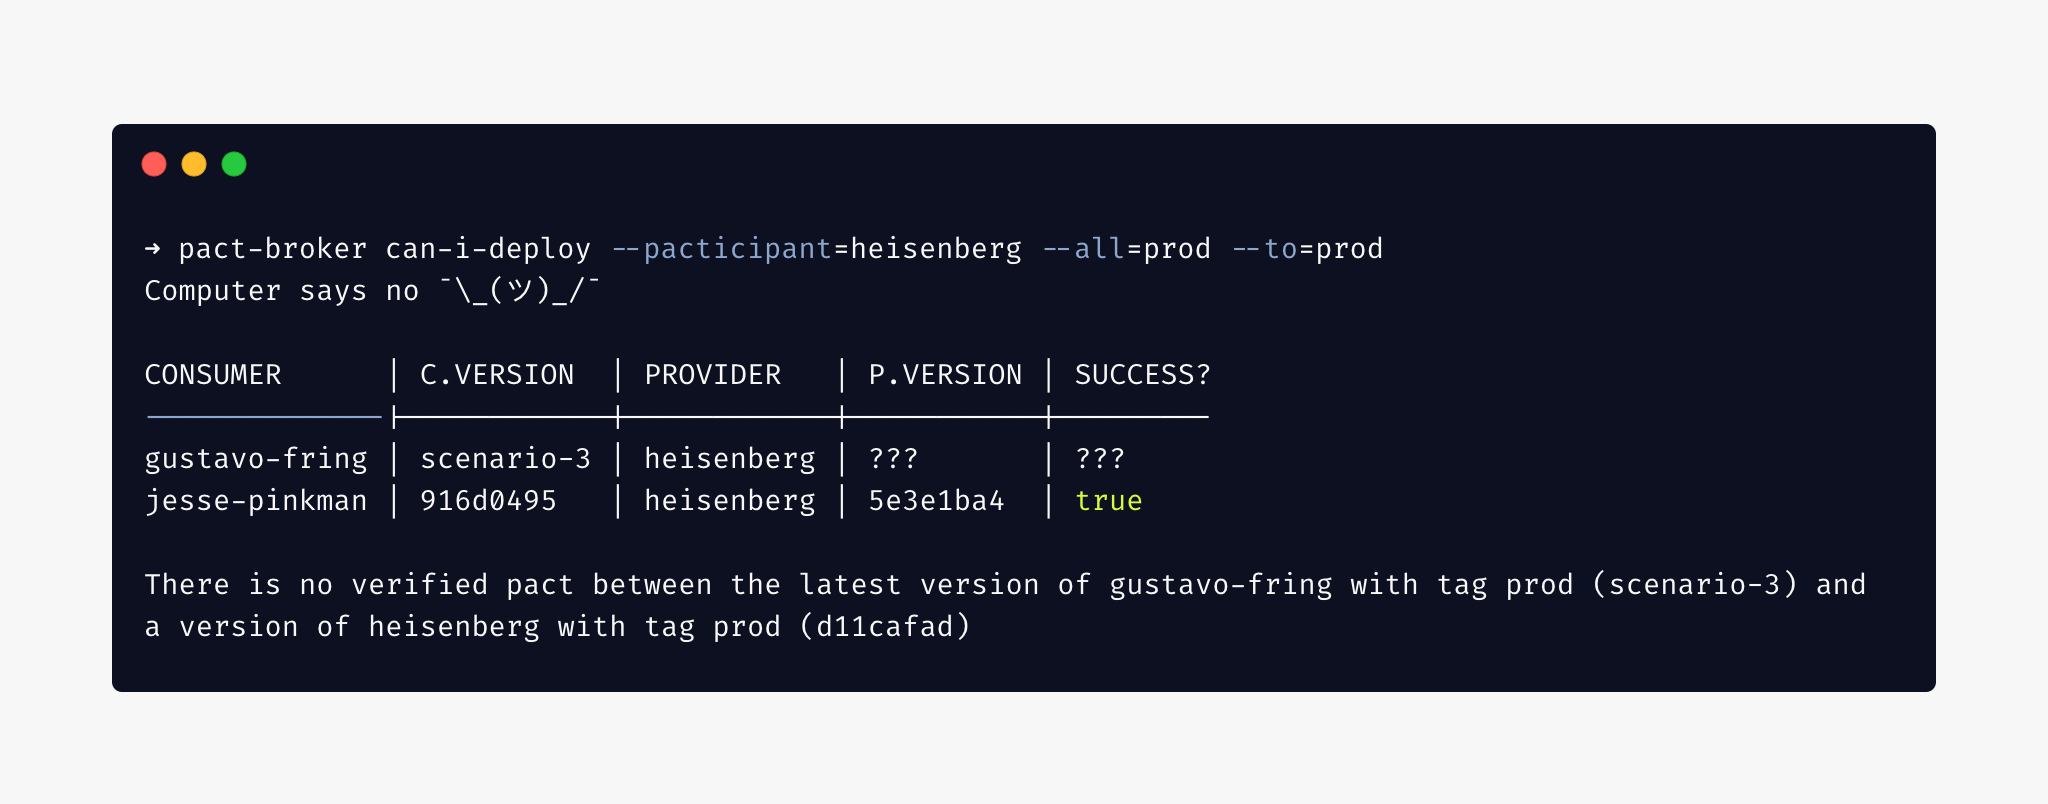 ➜ pact-broker can-i-deploy --pacticipant=heisenberg --all=prod --to=prod
Computer says no ¯\_(ツ)_/¯
CONSUMER | C.VERSION | PROVIDER | P.VERSION | SUCCESS?
--------------|------------|------------|-----------|---------
gustavo-fring | scenario-3 | heisenberg | ??? | ???
jesse-pinkman | 916d0495 | heisenberg | 5e3e1ba4 | true
There is no verified pact between the latest version of gustavo-fring with tag prod (scenario-3) and
a version of heisenberg with tag prod (d11cafad)